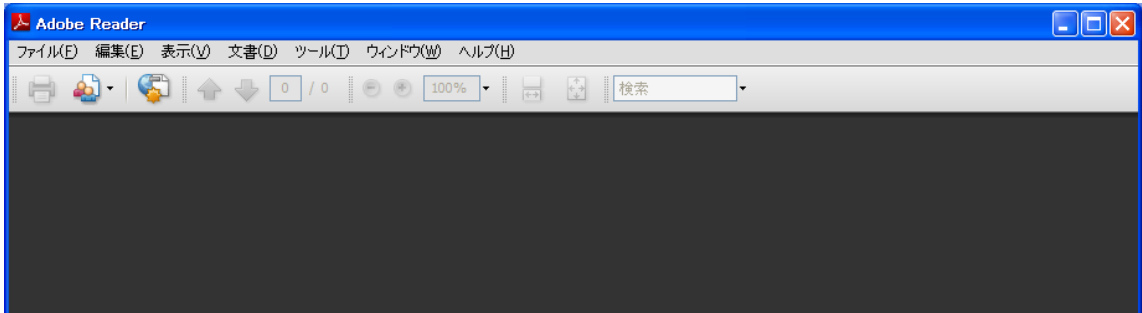 Adobe Reader
ファイル(F) 編集(E) 表示(V) 文書(D) ツール(T) ウィンドウ(W) ヘルプ(H)
0 / 0 100% 検索